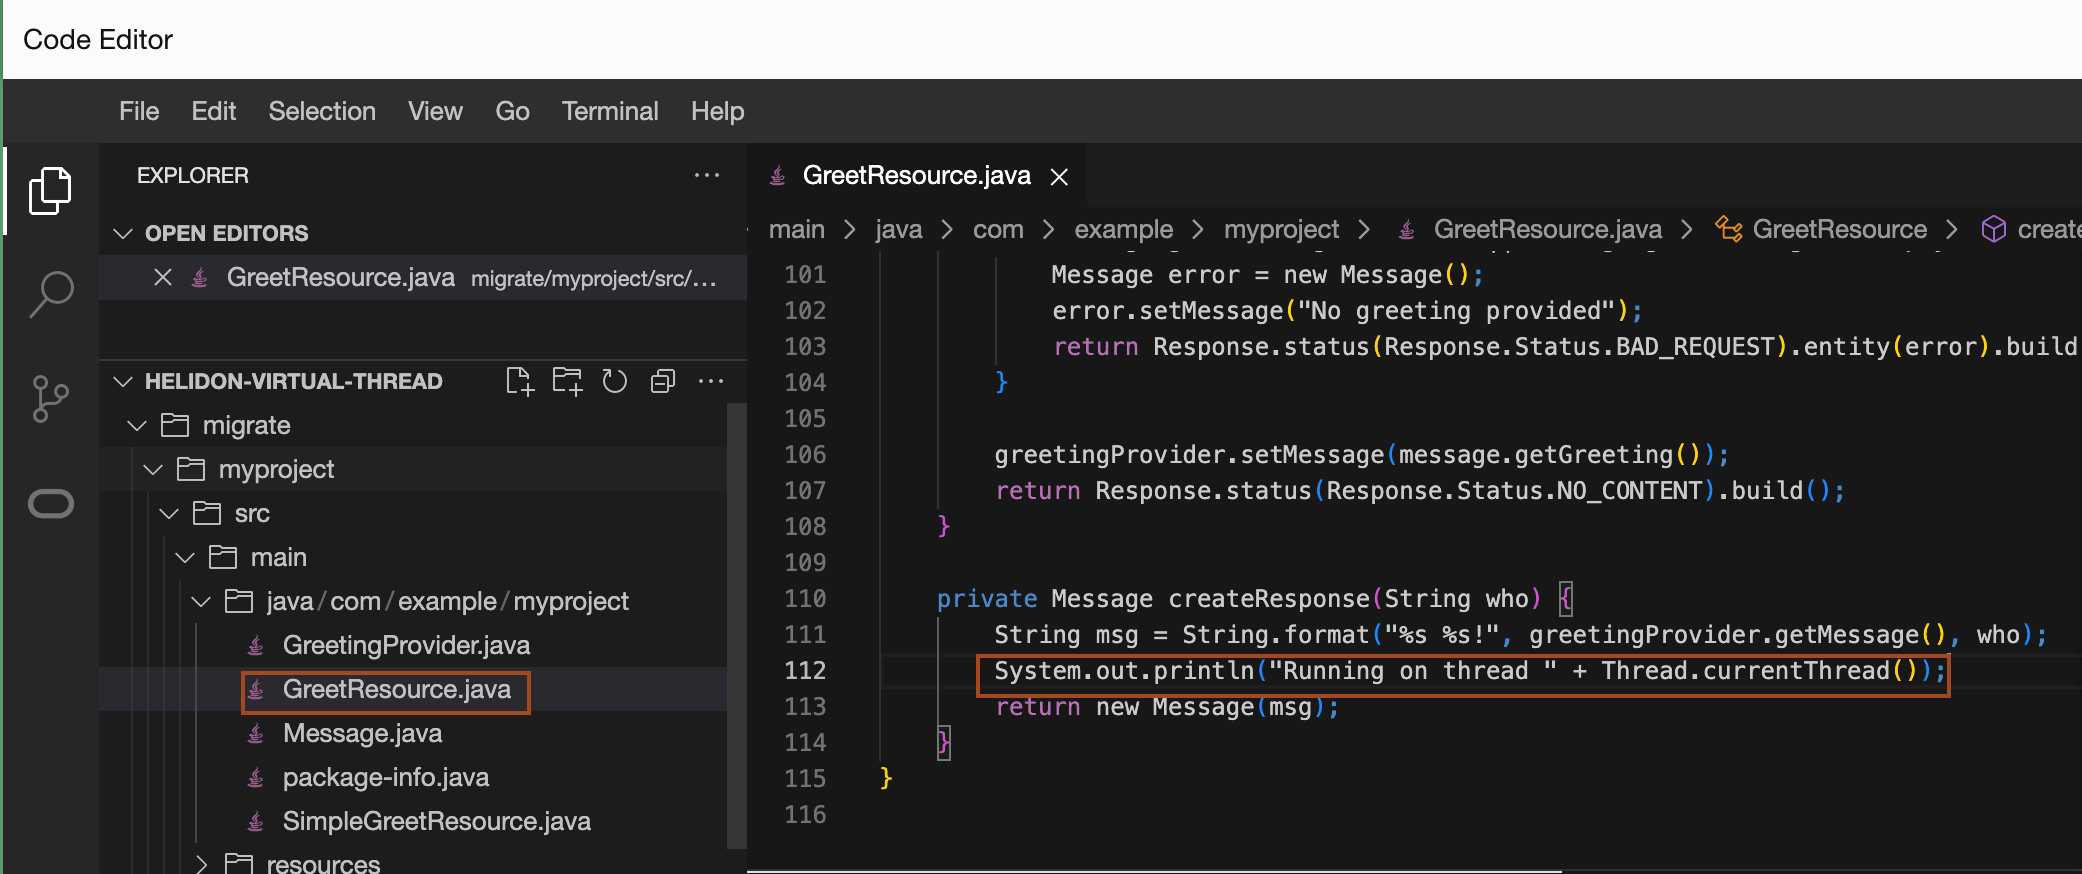 Code Editor
File Edit Selection View Go Terminal Help
EXPLORER
OPEN EDITORS
GreetResource.java migrate/myproject/src/...
HELIDON-VIRTUAL-THREAD
migrate
myproject
src
main
java/com/example/myproject
GreetingProvider.java
GreetResource.java
Message.java
package-info.java
SimpleGreetResource.java
resources
GreetResource.java
main > java > com > example > myproject > GreetResource.java > GreetResource > create
101 Message error = new Message();
102 error.setMessage("No greeting provided");
103 return Response.status(Response.Status.BAD_REQUEST).entity(error).build
104 }
105
106 greetingProvider.setMessage(message.getGreeting());
107 return Response.status(Response.Status.NO_CONTENT).build();
108 }
109
110 private Message createResponse(String who) {
111 String msg = String.format("%s %s!", greetingProvider.getMessage(), who);
112 System.out.println("Running on thread " + Thread.currentThread());
113 return new Message(msg);
114 }
115 }
116